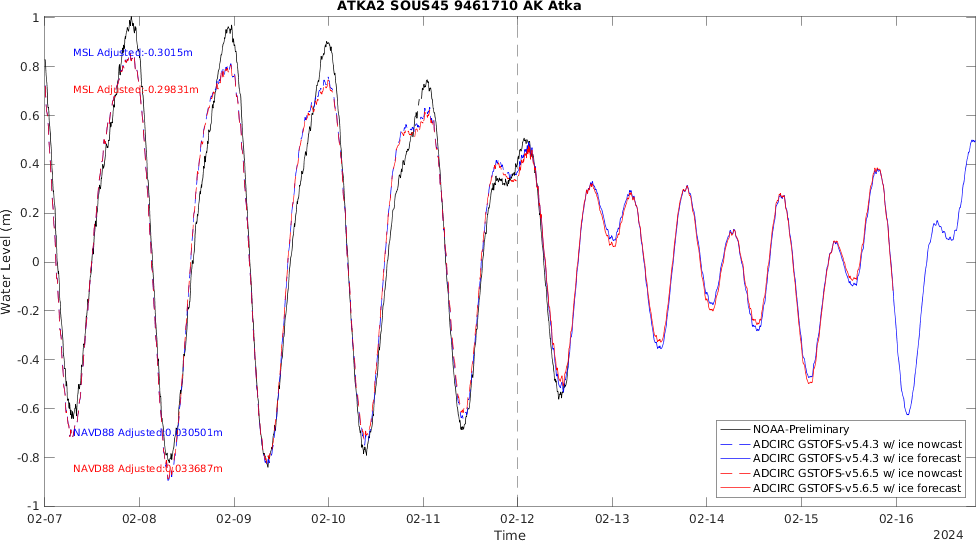 ATKA2 SOUS45 9461710 AK Atka
1
0.8
0.6
0.4
0.2
0
-0.2
-0.4
-0.6
-0.8
-1
Water Level (m)
MSL Adjusted:-0.3015m
MSL Adjusted:-0.29831m
NAVD88 Adjusted:0.030501m
NAVD88 Adjusted:0.033687m
NOAA-Preliminary
ADCIRC GSTOFS-v5.4.3 w/ ice nowcast
ADCIRC GSTOFS-v5.4.3 w/ ice forecast
ADCIRC GSTOFS-v5.6.5 w/ ice nowcast
ADCIRC GSTOFS-v5.6.5 w/ ice forecast
02-07 02-08 02-09 02-10 02-11 02-12 02-13 02-14 02-15 02-16
Time
2024